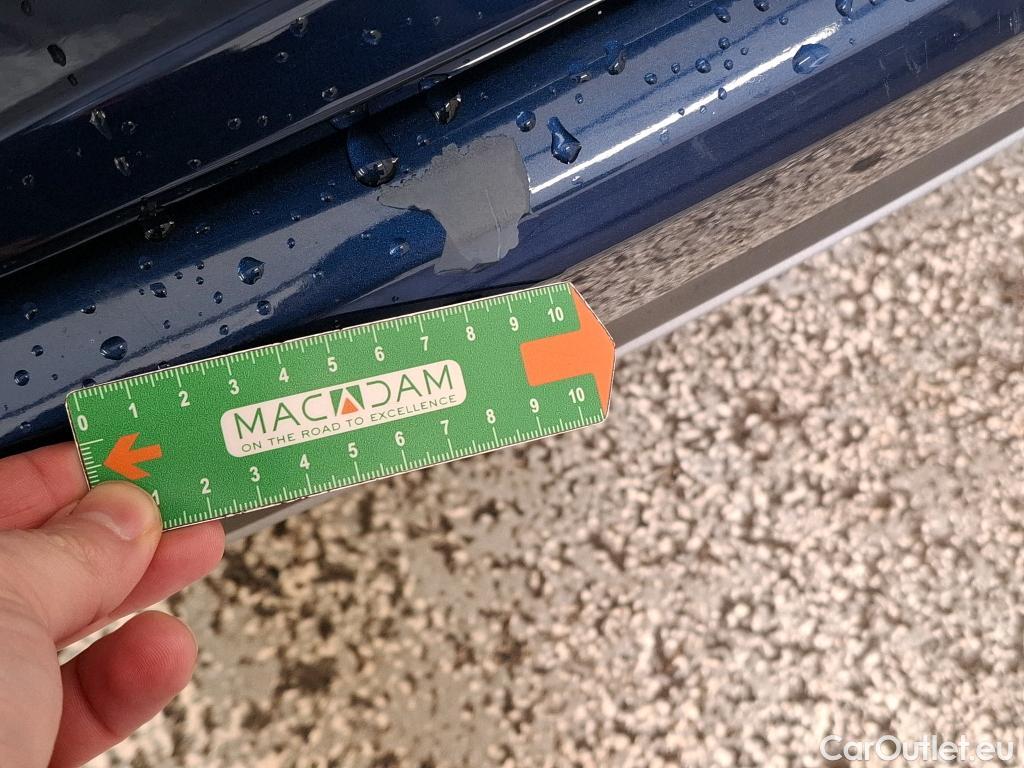 0 1 2 3 4 5 6 7 8 9 10
MACADAM
ON THE ROAD TO EXCELLENCE
1 2 3 4 5 6 7 8 9 10
CarOutlet.eu